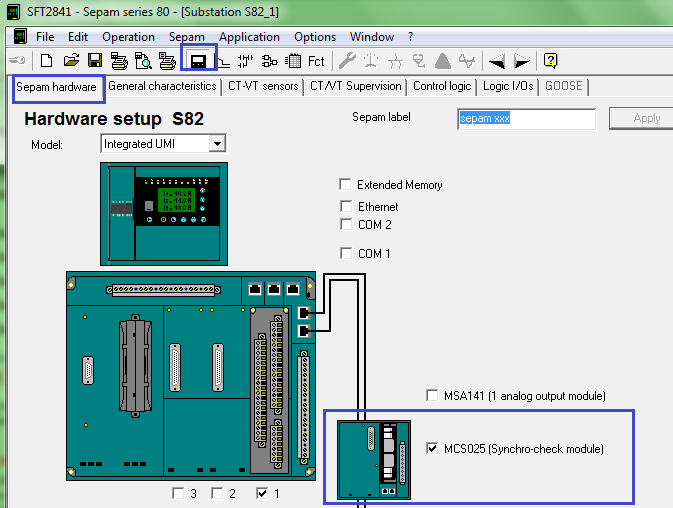 SFT2841 - Sepam series 80 - [Substation S82_1]
File Edit Operation Sepam Application Options Window ?
Fct
Sepam hardware General characteristics CT-VT sensors CT/VT Supervision Control logic Logic I/Os GOOSE
Hardware setup S82
Sepam label
sepam xxx
Apply
Model:
Integrated UMI
Extended Memory
Ethernet
COM 2
COM 1
MSA141 (1 analog output module)
MCS025 (Synchro-check module)
3 2 1